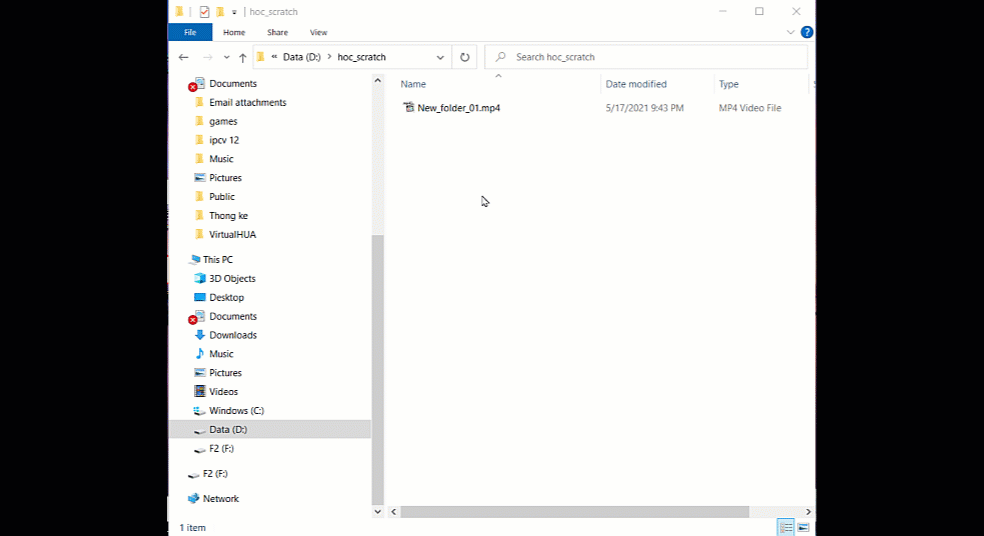 hoc_scratch
File Home Share View
« Data (D:) > hoc_scratch
Search hoc_scratch
Name Date modified Type
New_folder_01.mp4 5/17/2021 9:43 PM MP4 Video File
Documents
Email attachments
games
ipcv 12
Music
Pictures
Public
Thong ke
VirtualHUA
This PC
3D Objects
Desktop
Documents
Downloads
Music
Pictures
Videos
Windows (C:)
Data (D:)
F2 (F:)
F2 (F:)
Network
1 item